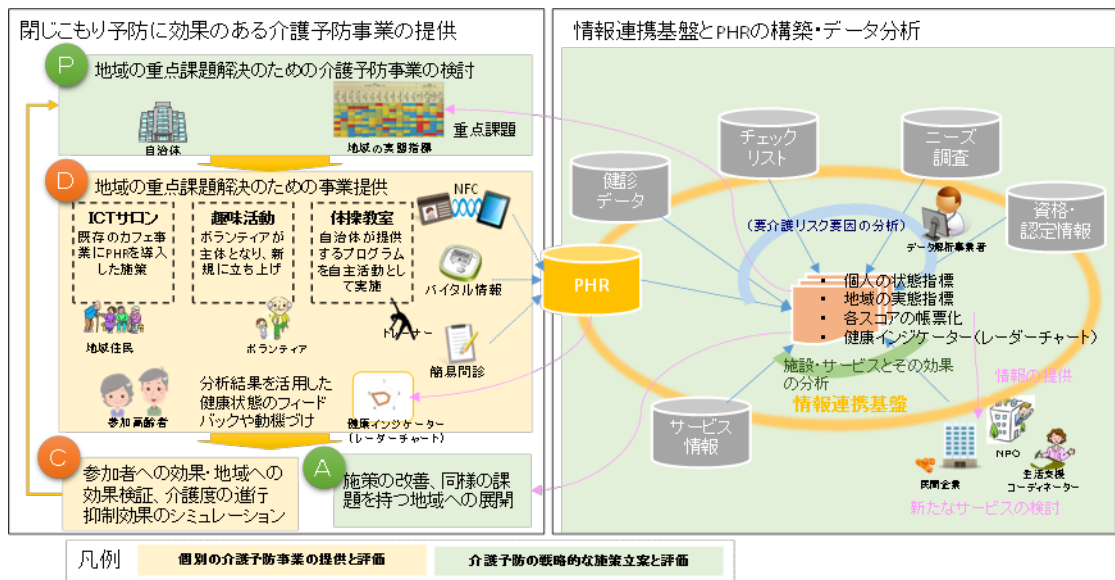 閉じこもり予防に効果のある介護予防事業の提供
P
地域の重点課題解決のための介護予防事業の検討
自治体
地域の実態指標
重点課題
D
地域の重点課題解決のための事業提供
ICTサロン
既存のカフェ事
業にPHRを導入
した施策
趣味活動
ボランティアが
主体となり、新
規に立ち上げ
体操教室
自治体が提供
するプログラム
を自主活動とし
て実施
NFC
バイタル情報
簡易問診
地域住民
ボランティア
トレーナー
参加高齢者
分析結果を活用した
健康状態のフィード
バックや動機づけ
健康インジケーター
(レーダーチャート)
C
参加者への効果・地域への
効果検証、介護度の進行
抑制効果のシミュレーション
A
施策の改善、同様の課
題を持つ地域への展開
情報連携基盤とPHRの構築・データ分析
PHR
健診
データ
チェック
リスト
ニーズ
調査
資格・
認定情報
(要介護リスク要因の分析)
データ解析事業者
• 個人の状態指標
• 地域の実態指標
• 各スコアの帳票化
• 健康インジケーター(レーダーチャート)
施設・サービスとその効果
の分析
情報連携基盤
サービス
情報
情報の提供
民間企業
NPO
生活支援
コーディネーター
新たなサービスの検討
凡例
個別の介護予防事業の提供と評価
介護予防の戦略的な施策立案と評価